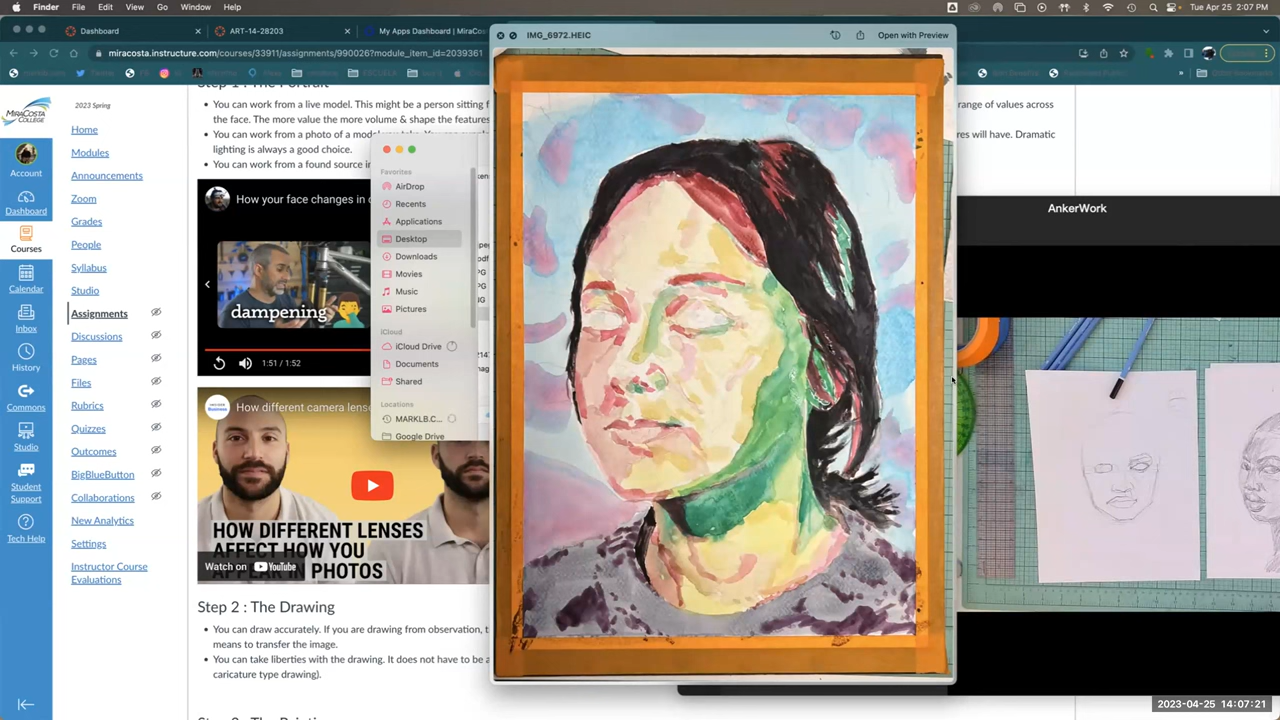 Finder File Edit View Go Window Help
Tue Apr 25 2:07 PM
Dashboard
ART-14-28203
My Apps Dashboard | MiraCos
miracosta.instructure.com/courses/33911/assignments/990026?module_item_id=2039361
IMG_6972.HEIC
Open with Preview
MIRACOSTA
COLLEGE
Account
Dashboard
Courses
Calendar
Inbox
History
Commons
Studio
Student
Support
Tech Help
2023 Spring
Home
Modules
Announcements
Zoom
Grades
People
Syllabus
Studio
Assignments
Discussions
Pages
Files
Rubrics
Quizzes
Outcomes
BigBlueButton
Collaborations
New Analytics
Settings
Instructor Course
Evaluations
You can work from a live model. This might be a person sitting f
range of values across
the face. The more value the more volume & shape the features
You can work from a photo of a model
res will have. Dramatic
lighting is always a good choice.
You can work from a found source i
How your face changes in
dampening
1:51 / 1:52
How different camera lens
HOW DIFFERENT LENSES
AFFECT HOW YOU
APPEAR IN PHOTOS
Watch on YouTube
Step 2 : The Drawing
You can draw accurately. If you are drawing from observation, t
means to transfer the image.
You can take liberties with the drawing. It does not have to be a
caricature type drawing).
Favorites
AirDrop
Recents
Applications
Desktop
Downloads
Movies
Music
Pictures
iCloud
iCloud Drive
Documents
Shared
Locations
MARKLB.C...
Google Drive
AnkerWork
2023-04-25 14:07:21